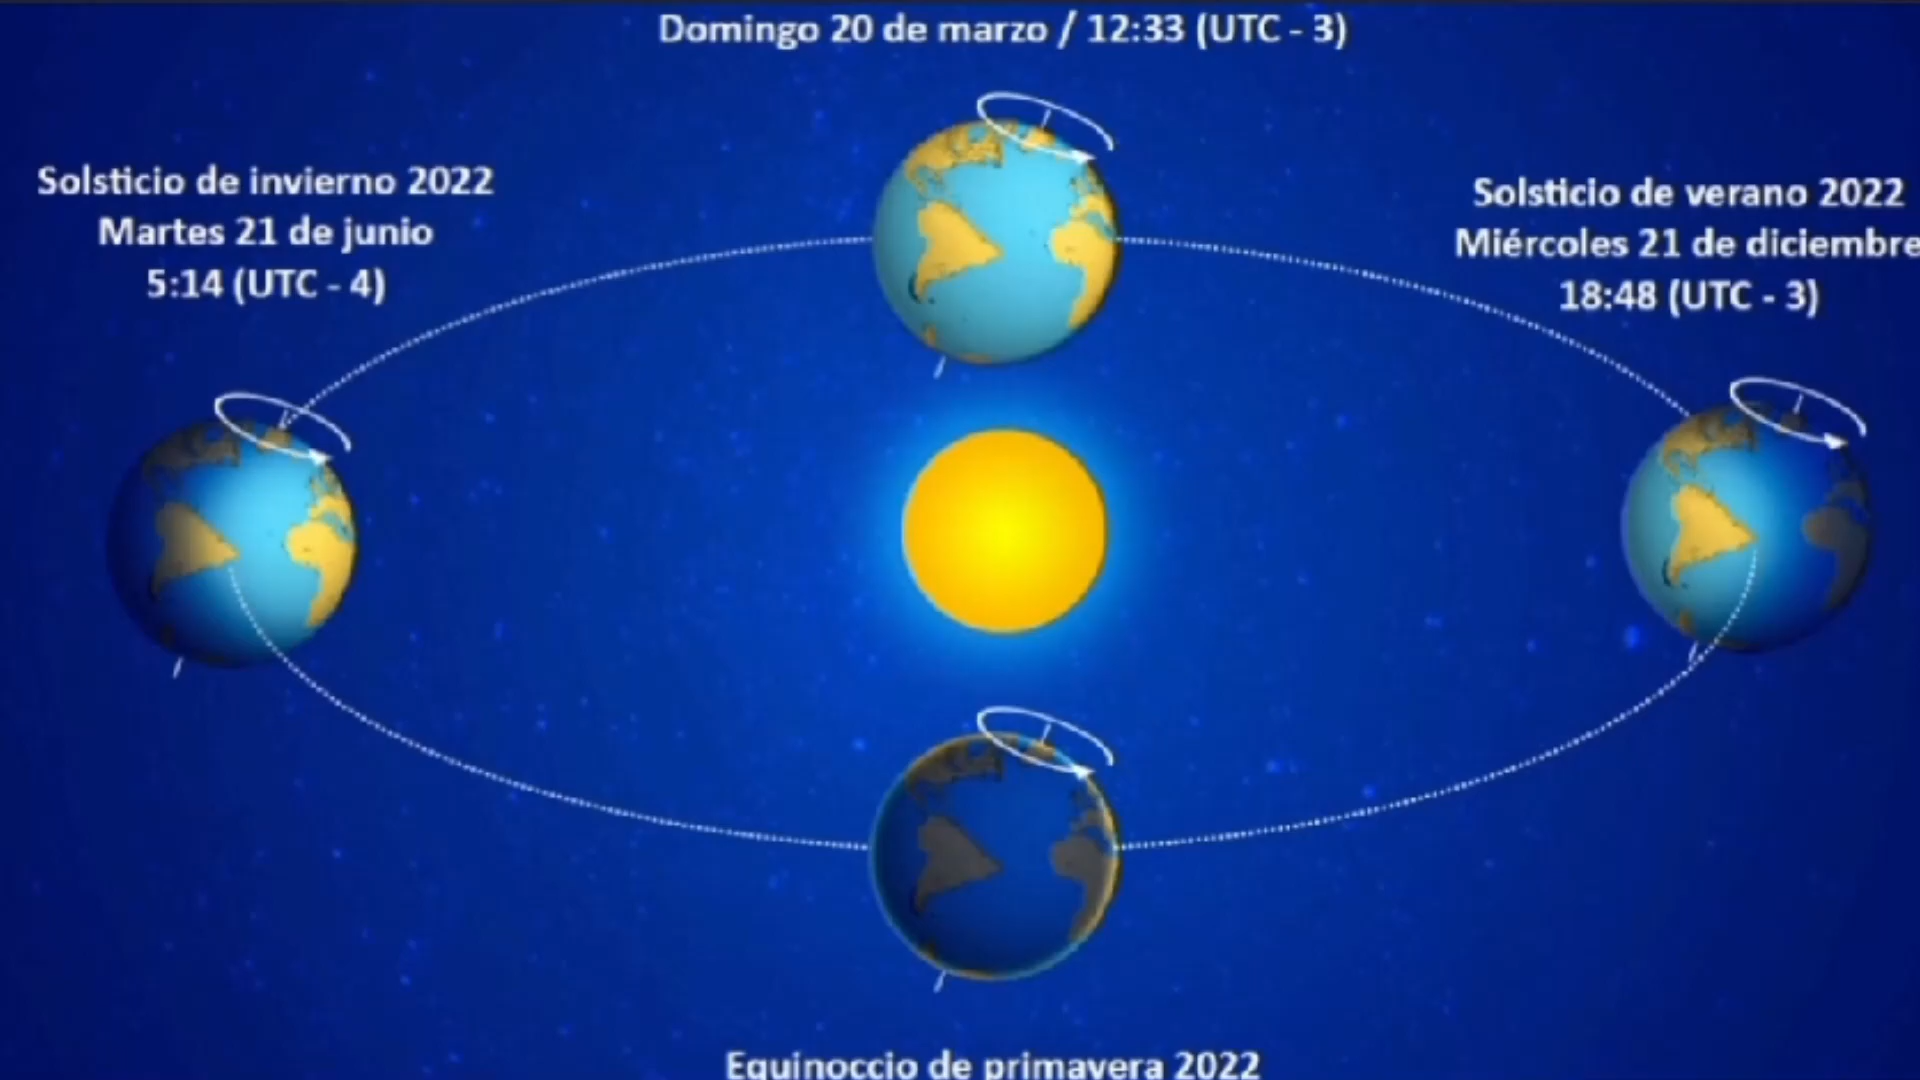 Domingo 20 de marzo / 12:33 (UTC - 3)
Solsticio de invierno 2022
Martes 21 de junio
5:14 (UTC - 4)
Solsticio de verano 2022
Miércoles 21 de diciembre
18:48 (UTC - 3)
Equinoccio de primavera 2022